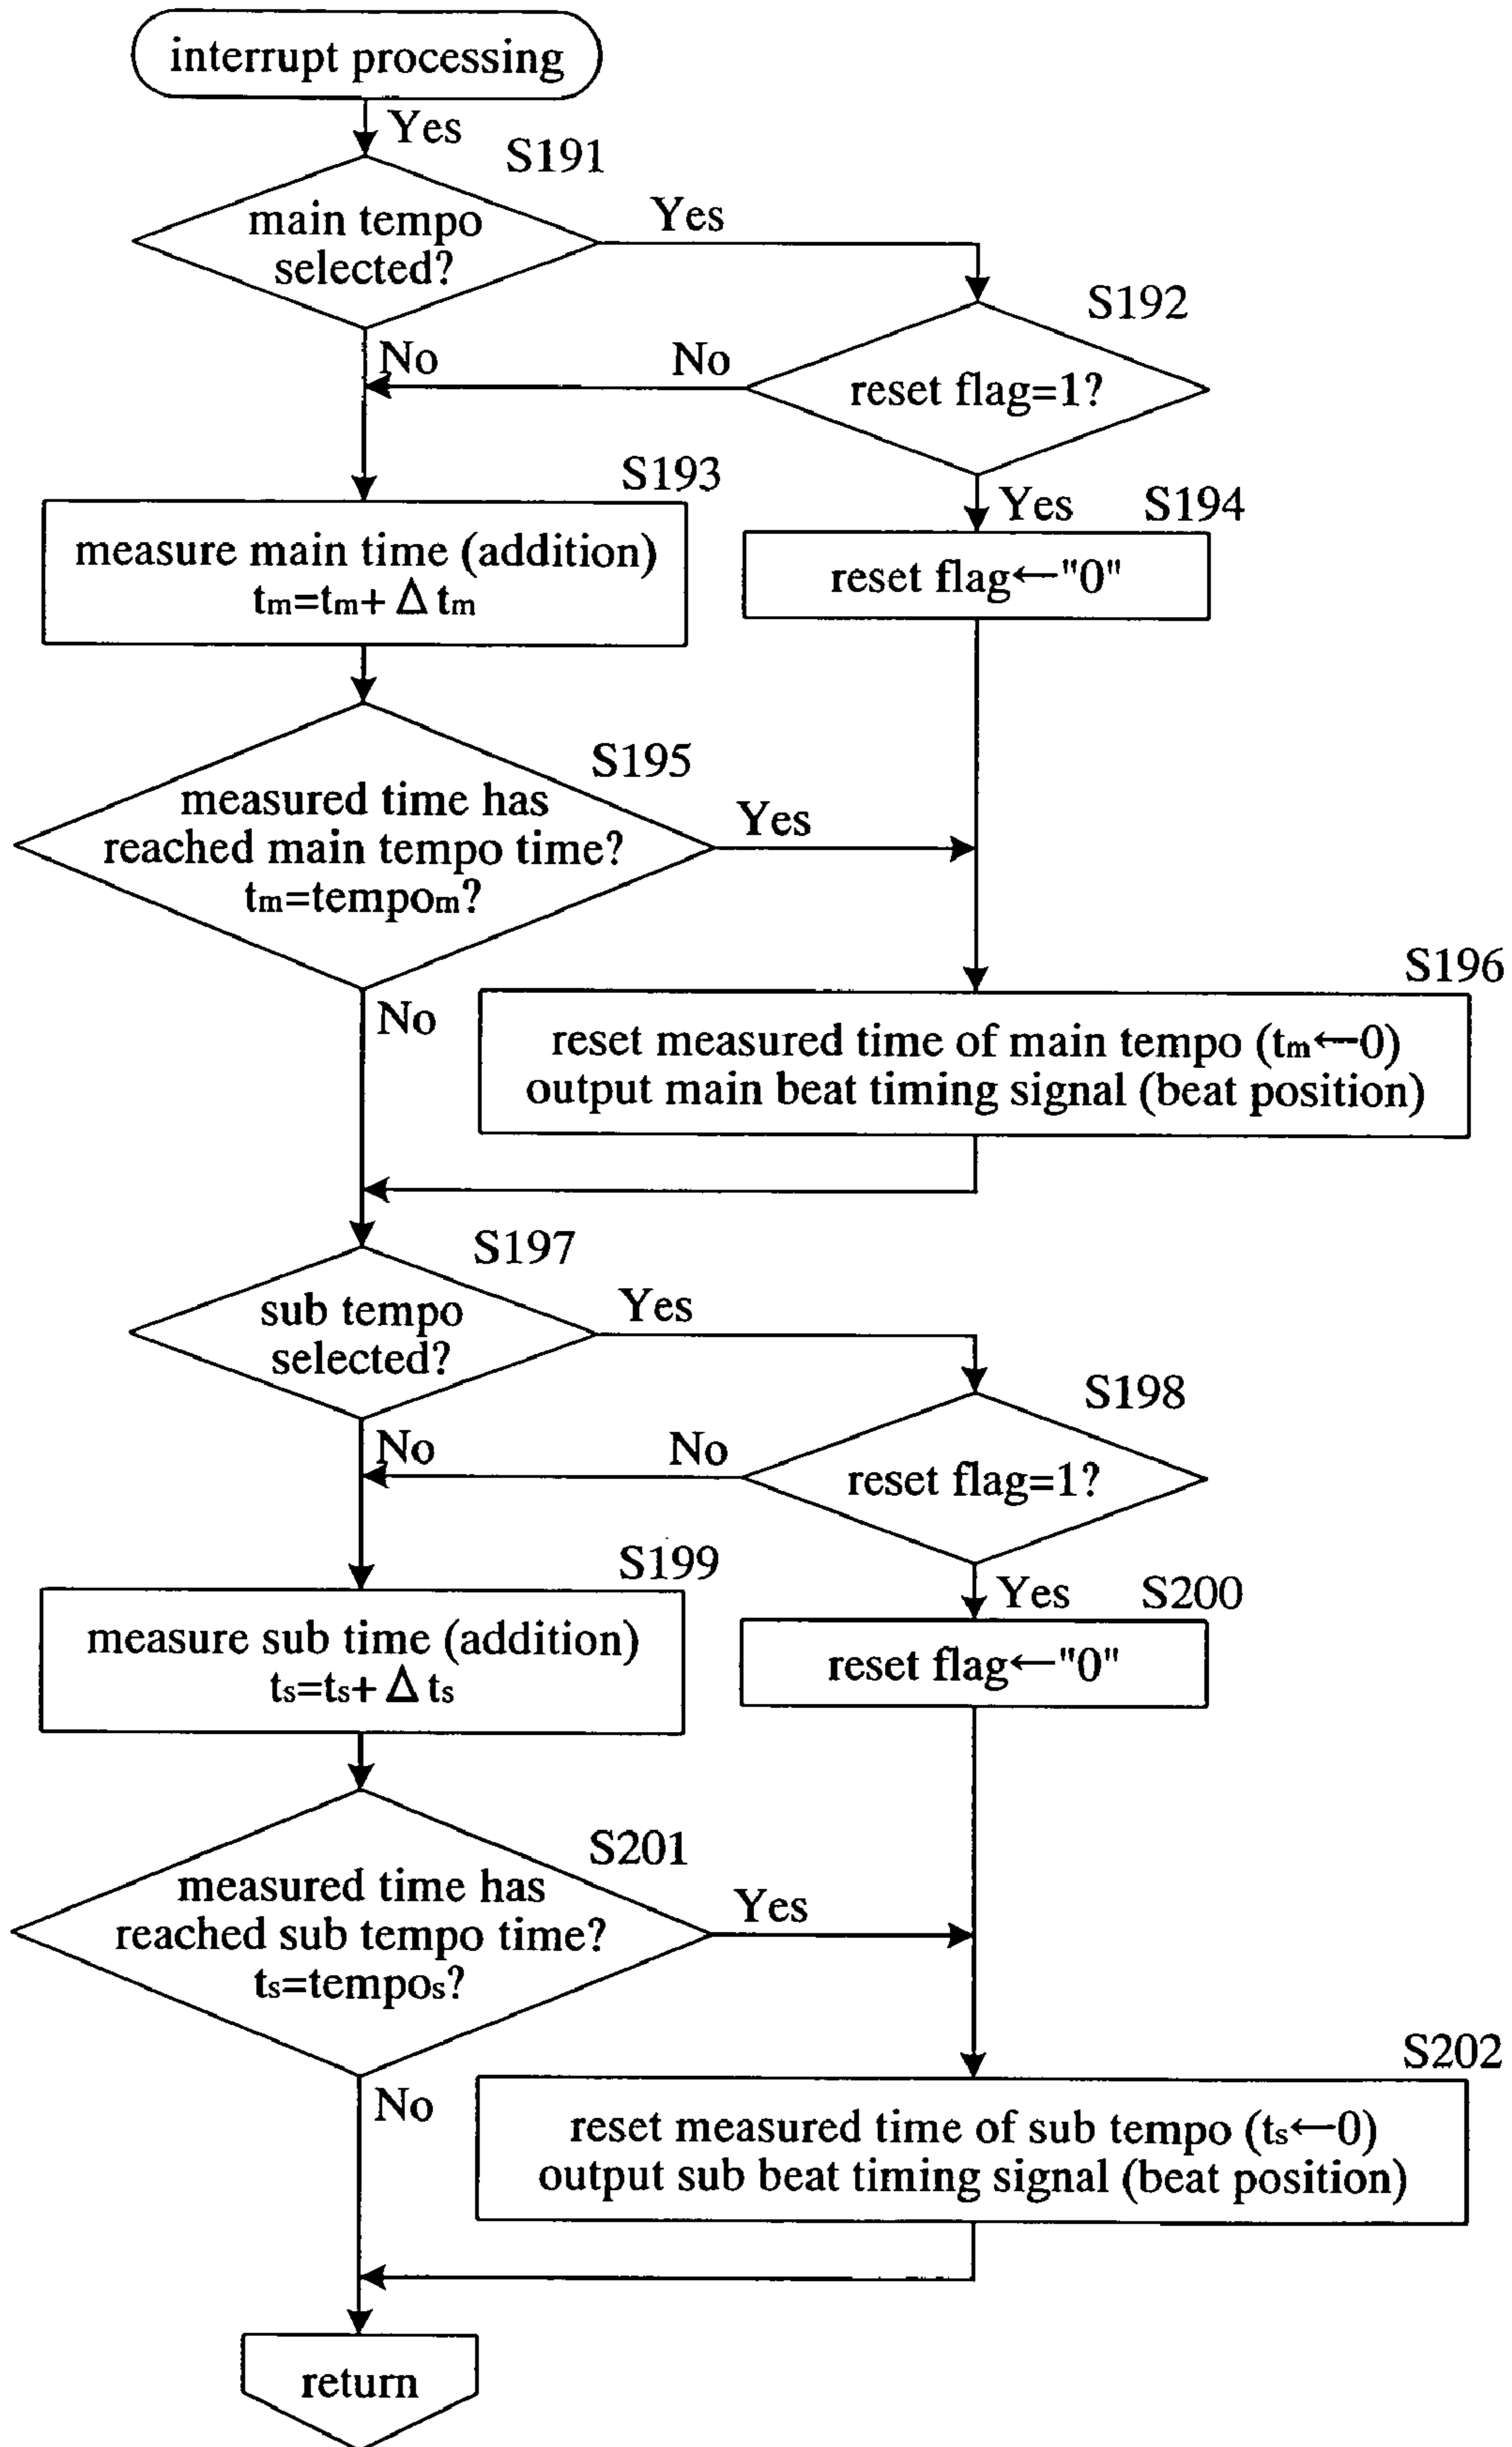 interrupt processing
Yes
S191
main tempo
selected?
Yes
S192
reset flag=1?
No
No
S193
measure main time (addition)
tm=tm+ Δ tm
Yes
S194
reset flag←"0"
S195
measured time has
reached main tempo time?
tm=tempom?
Yes
No
S196
reset measured time of main tempo (tm←0)
output main beat timing signal (beat position)
S197
sub tempo
selected?
Yes
S198
reset flag=1?
No
No
S199
measure sub time (addition)
ts=ts+ Δ ts
Yes
S200
reset flag←"0"
S201
measured time has
reached sub tempo time?
ts=tempos?
Yes
No
S202
reset measured time of sub tempo (ts←0)
output sub beat timing signal (beat position)
return